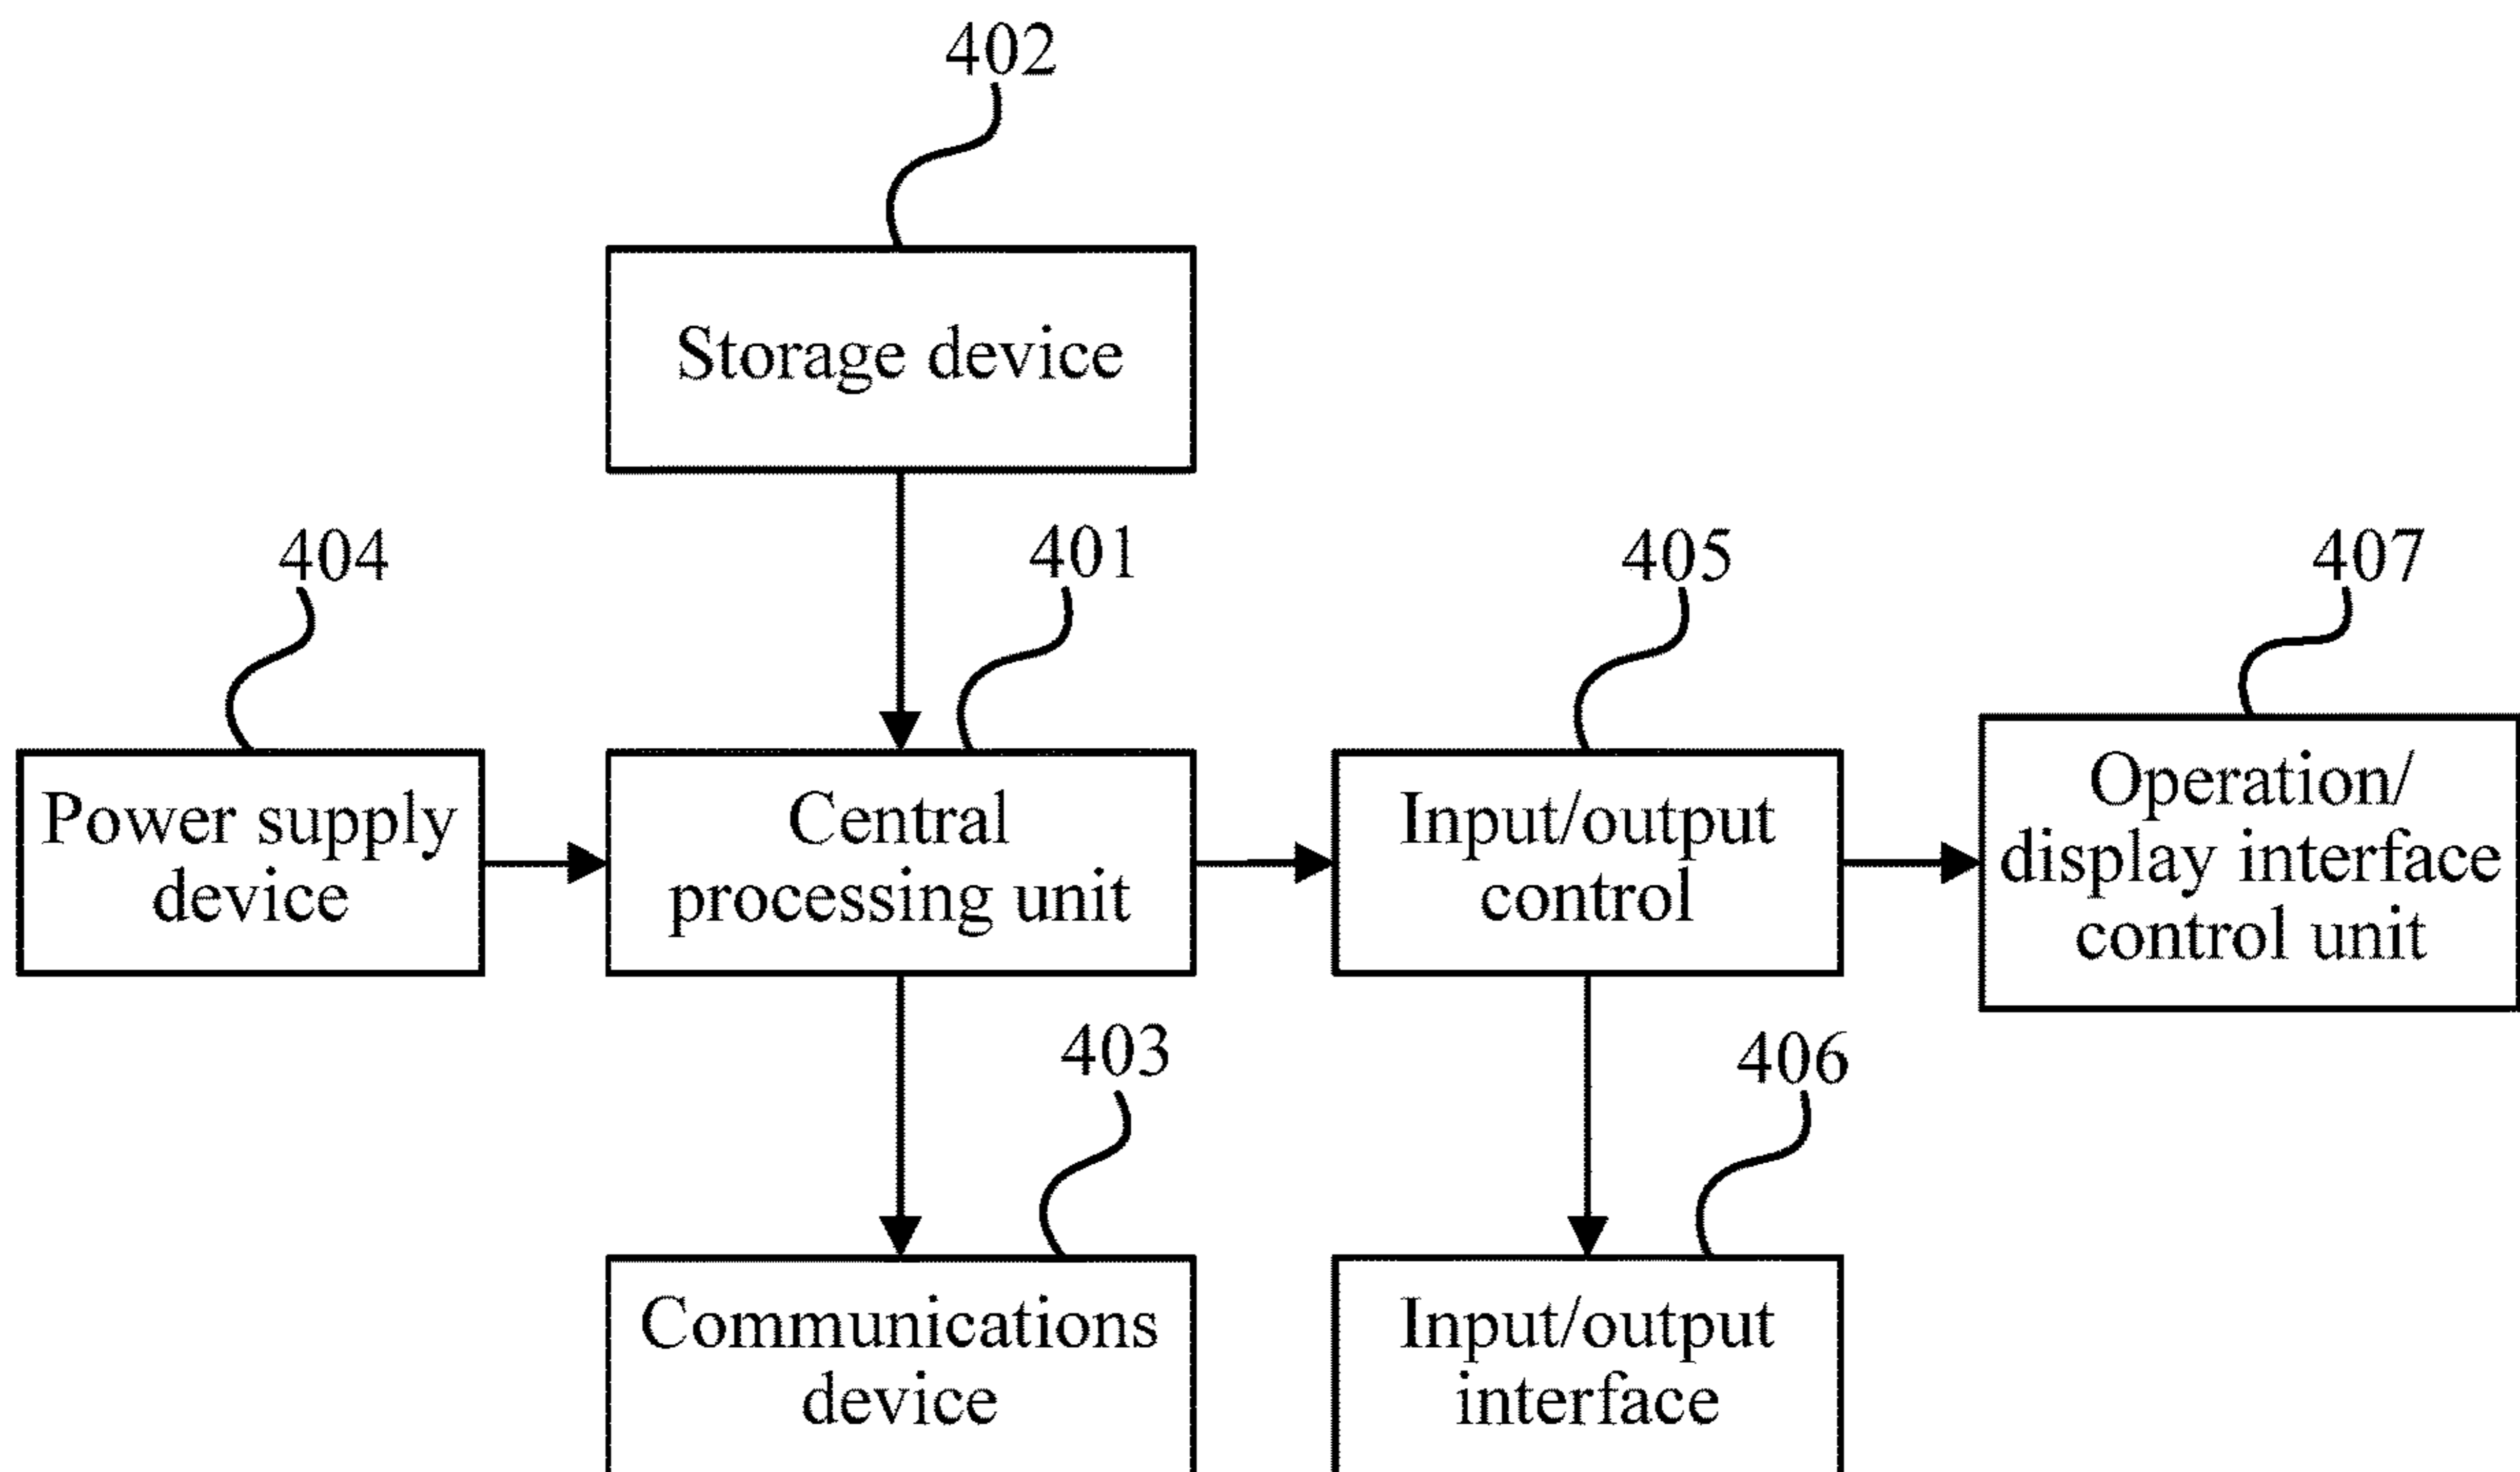 402
Storage device
404
401
405
407
Power supply
device
Central
processing unit
Input/output
control
Operation/
display interface
control unit
403
406
Communications
device
Input/output
interface